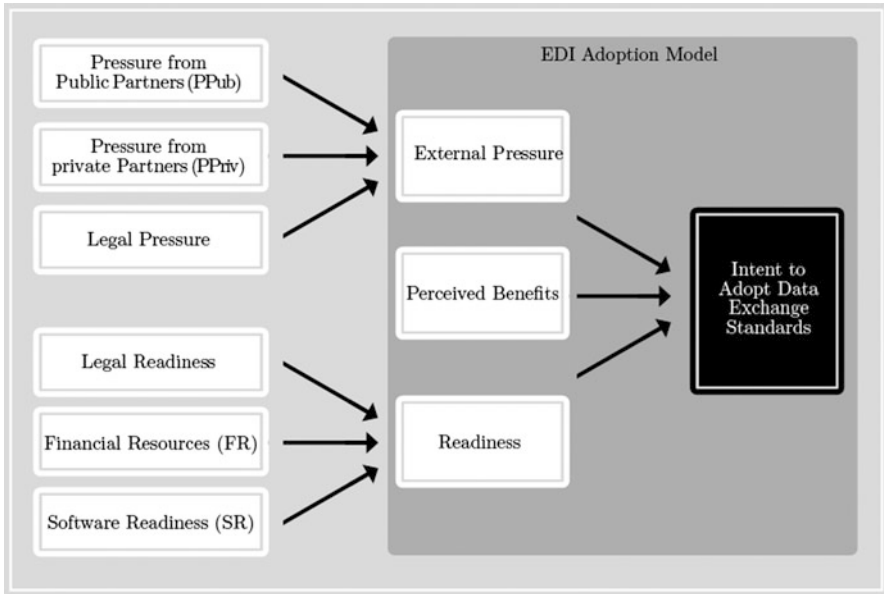 EDI Adoption Model
Pressure from
Public Partners (PPub)
Pressure from
private Partners (PPriv)
Legal Pressure
Legal Readiness
Financial Resources (FR)
Software Readiness (SR)
External Pressure
Perceived Benefits
Readiness
Intent to
Adopt Data
Exchange
Standards